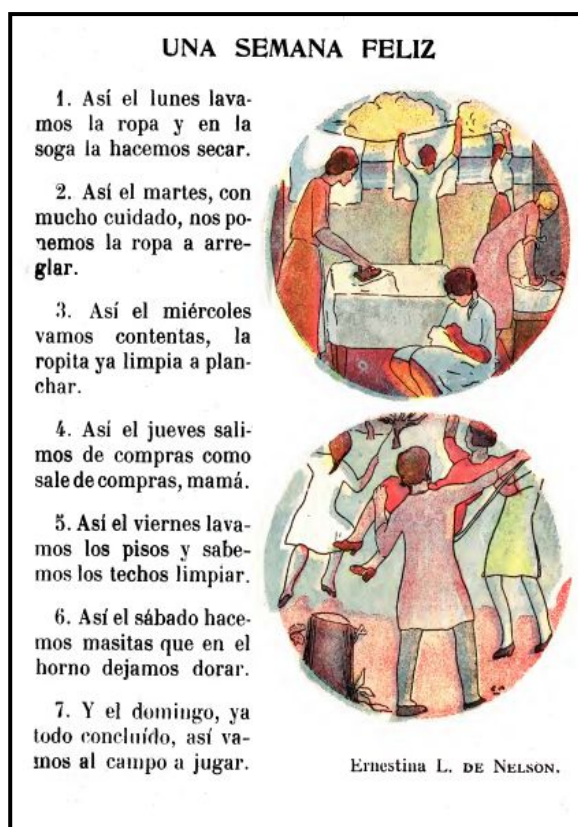 UNA SEMANA FELIZ
1. Así el lunes lava-
mos la ropa y en la
soga la hacemos secar.
2. Así el martes, con
mucho cuidado, nos po-
nemos la ropa a arre-
glar.
3. Así el miércoles
vamos contentas, la
ropita ya limpia a plan-
char.
4. Así el jueves sali-
mos de compras como
sale de compras, mamá.
5. Así el viernes lava-
mos los pisos y sabe-
mos los techos limpiar.
6. Así el sábado hace-
mos masitas que en el
horno dejamos dorar.
7. Y el domingo, ya
todo concluído, así va-
mos al campo a jugar.
Ernestina L. DE NELSON.